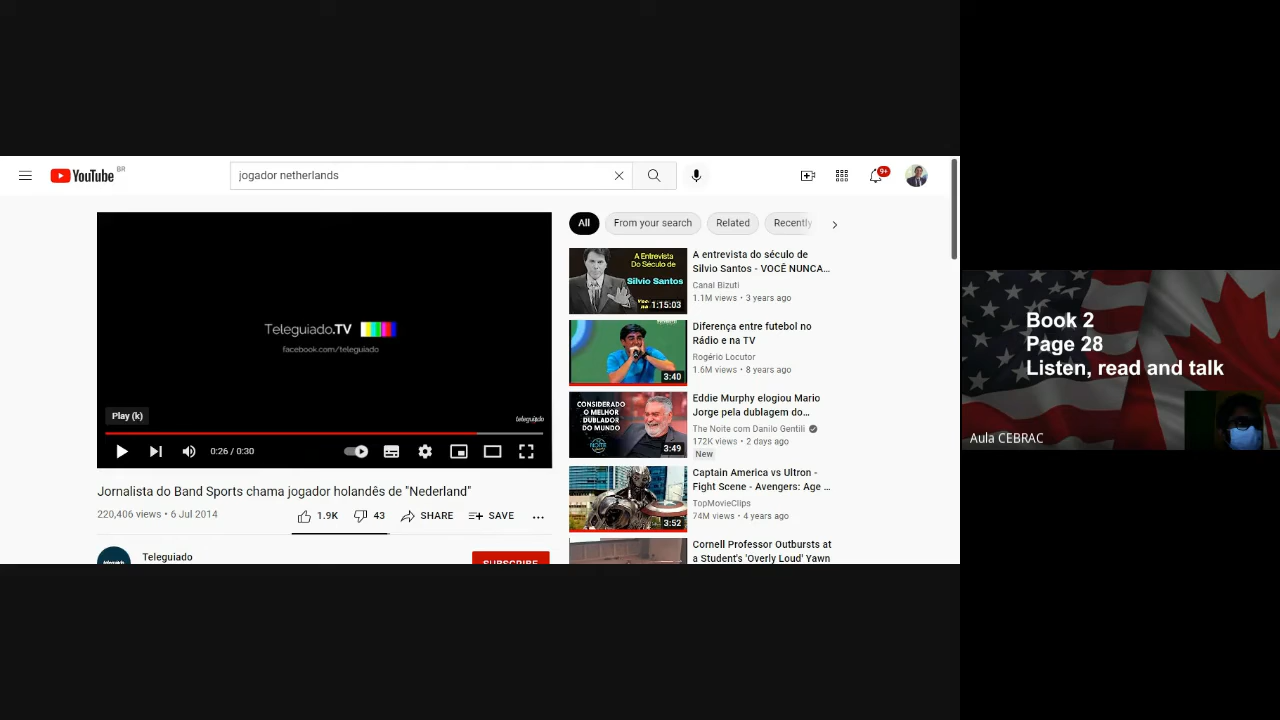 YouTube BR
jogador netherlands
9+
Teleguiado.TV
facebook.com/teleguiado
Play (k)
teleguiado
0:26 / 0:30
Jornalista do Band Sports chama jogador holandês de "Nederland"
220,406 views • 6 Jul 2014
1.9K
43
SHARE
SAVE
Teleguiado
SUBSCRIBE
All
From your search
Related
Recently
A Entrevista
Do Século de
Silvio Santos
1:15:03
A entrevista do século de
Silvio Santos - VOCÊ NUNCA...
Canal Bizuti
1.1M views • 3 years ago
3:40
Diferença entre futebol no
Rádio e na TV
Rogério Locutor
1.6M views • 8 years ago
CONSIDERADO
O MELHOR
DUBLADOR
DO MUNDO
3:49
Eddie Murphy elogiou Mario
Jorge pela dublagem do...
The Noite com Danilo Gentili
172K views • 2 days ago
New
3:52
Captain America vs Ultron -
Fight Scene - Avengers: Age ...
TopMovieClips
74M views • 4 years ago
Cornell Professor Outbursts at
a Student's 'Overly Loud' Yawn
Book 2
Page 28
Listen, read and talk
Aula CEBRAC